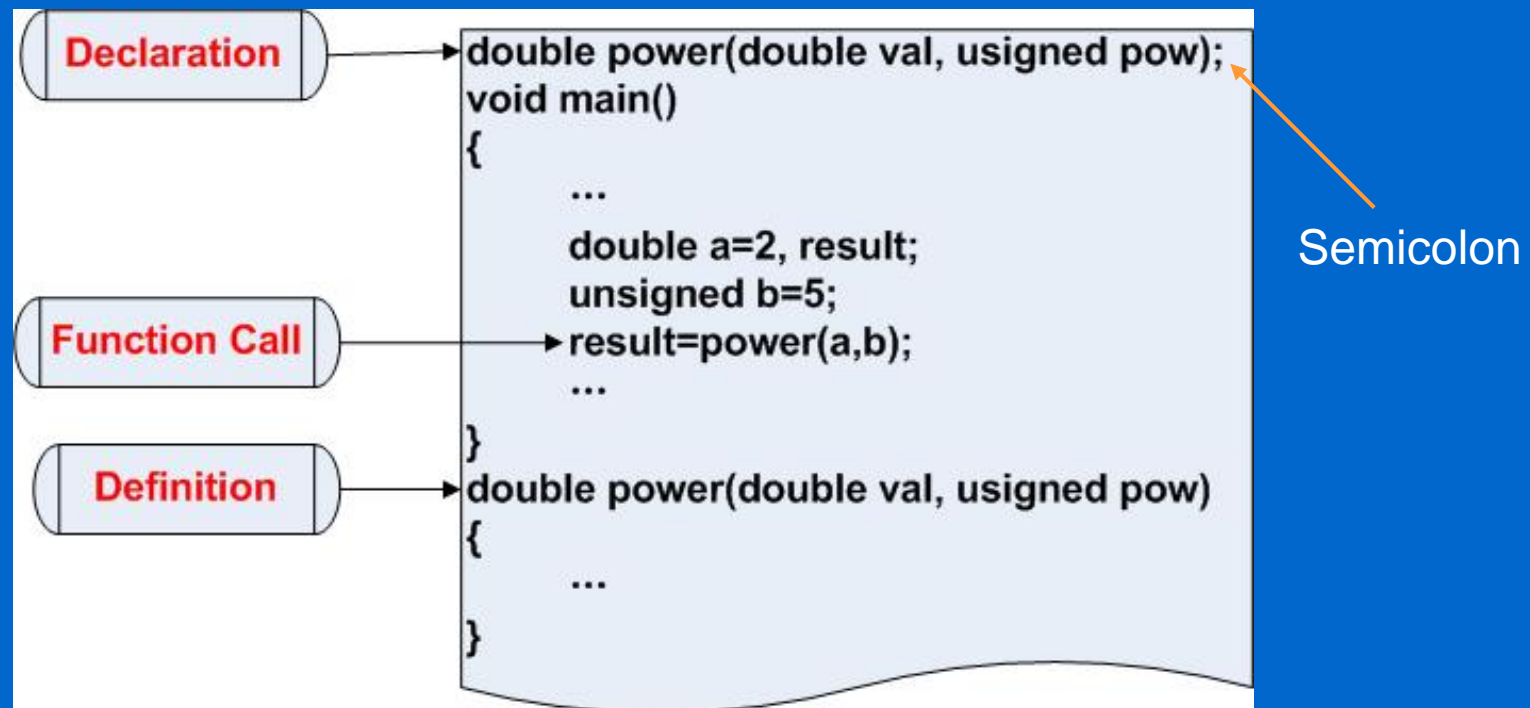 Declaration
double power(double val, usigned pow);
void main()
{
...
double a=2, result;
Semicolon
unsigned b=5;
Function Call
result=power(a,b);
...
}
Definition
double power(double val, usigned pow)
{
...
}